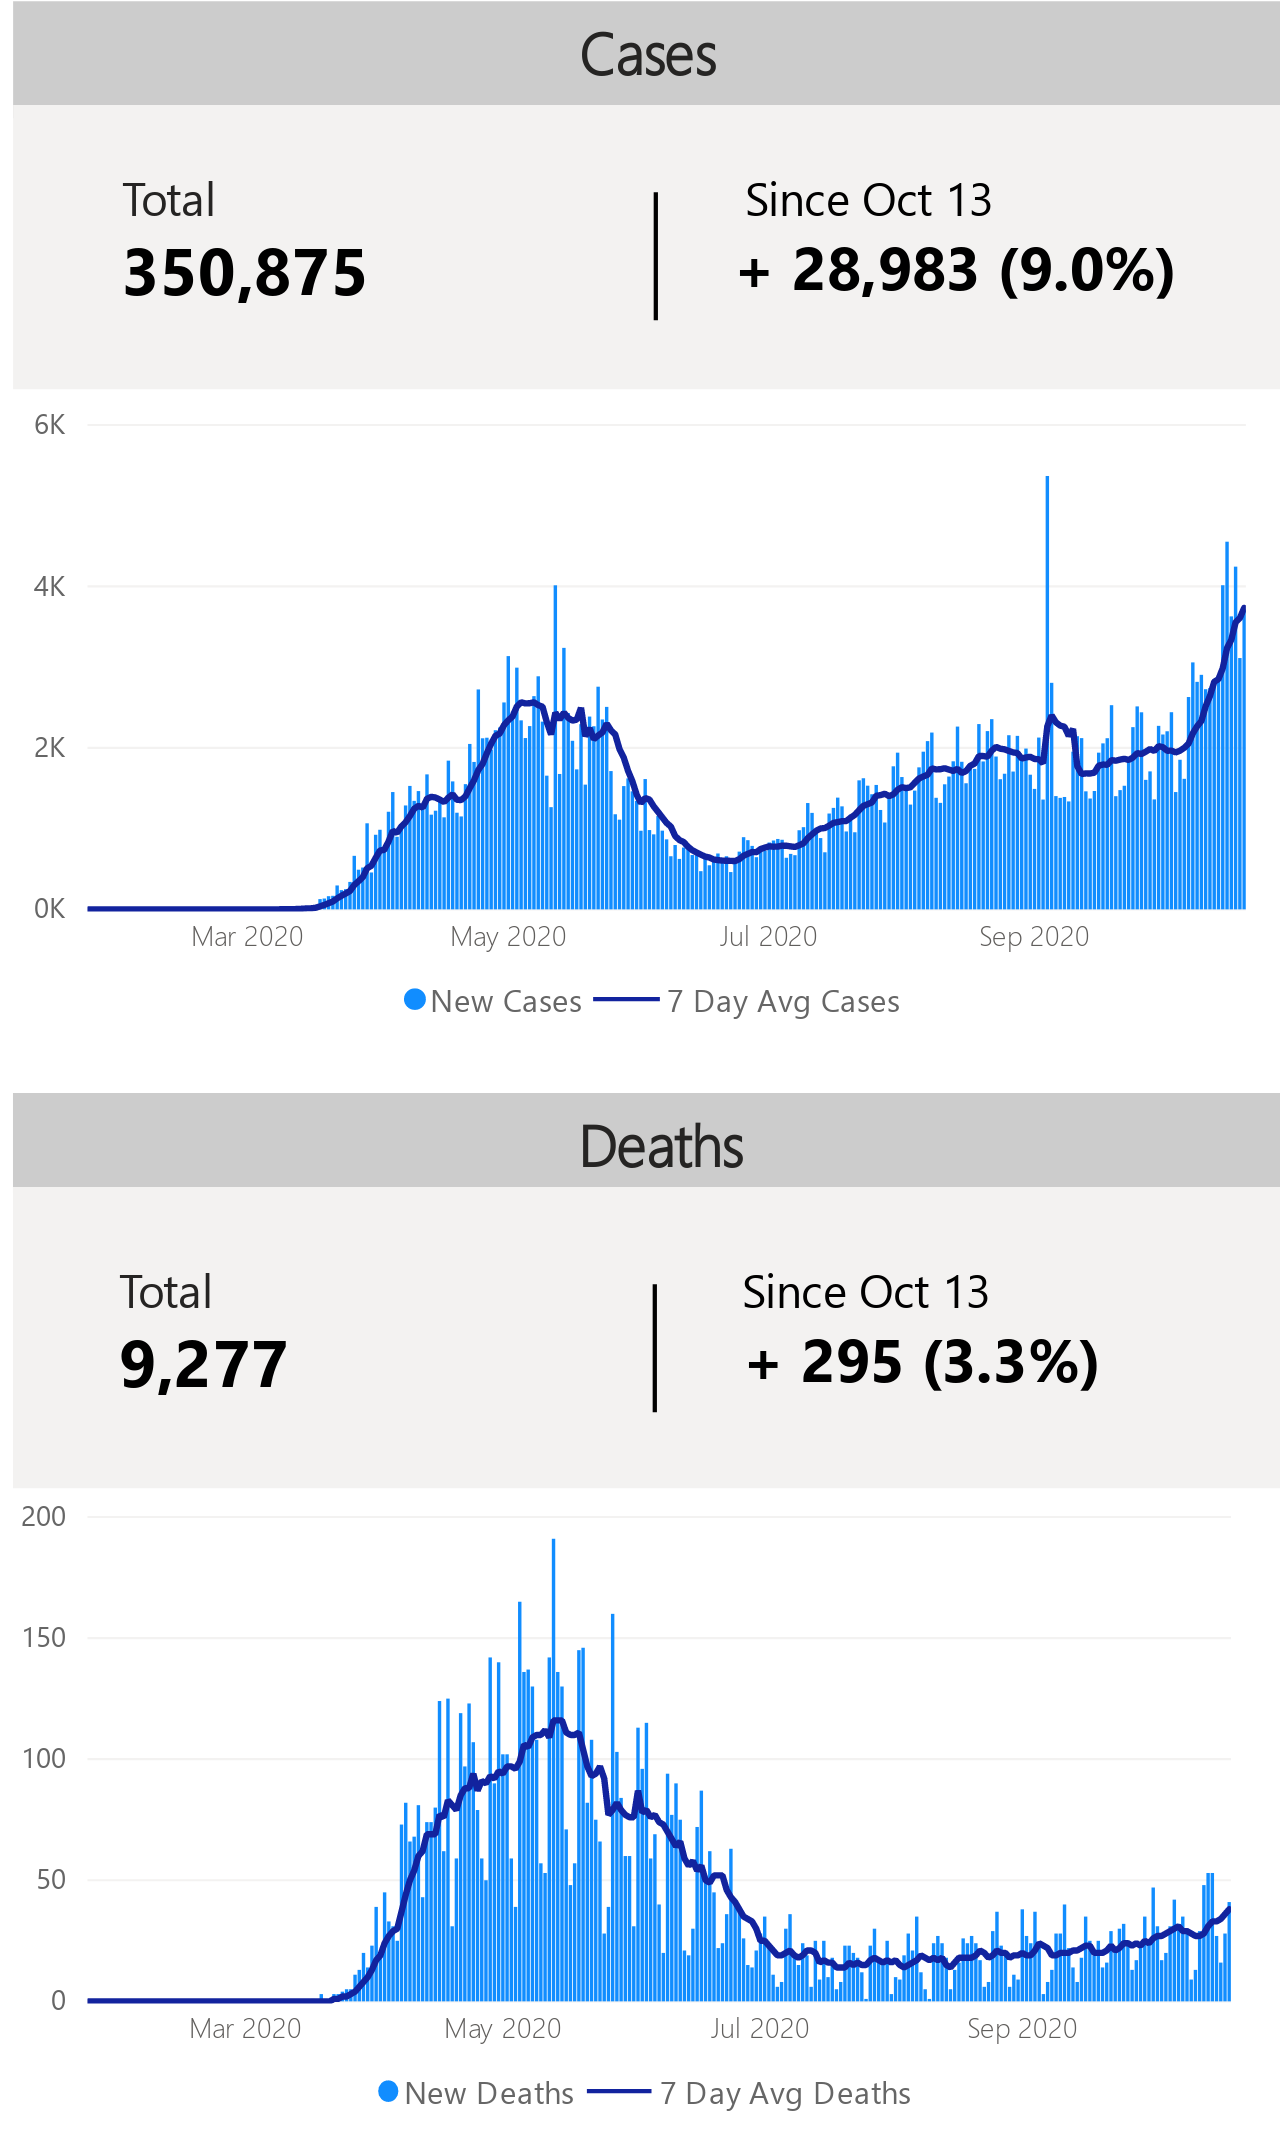 Cases
Total
Since Oct 13
350,875
+ 28,983 (9.0%)
6K
4K
2K
0K
Mar 2020 May 2020 Jul 2020 Sep 2020
New Cases 7 Day Avg Cases
Deaths
Total
Since Oct 13
9,277
+ 295 (3.3%)
200
150
100
50
0
Mar 2020 May 2020 Jul 2020 Sep 2020
New Deaths 7 Day Avg Deaths